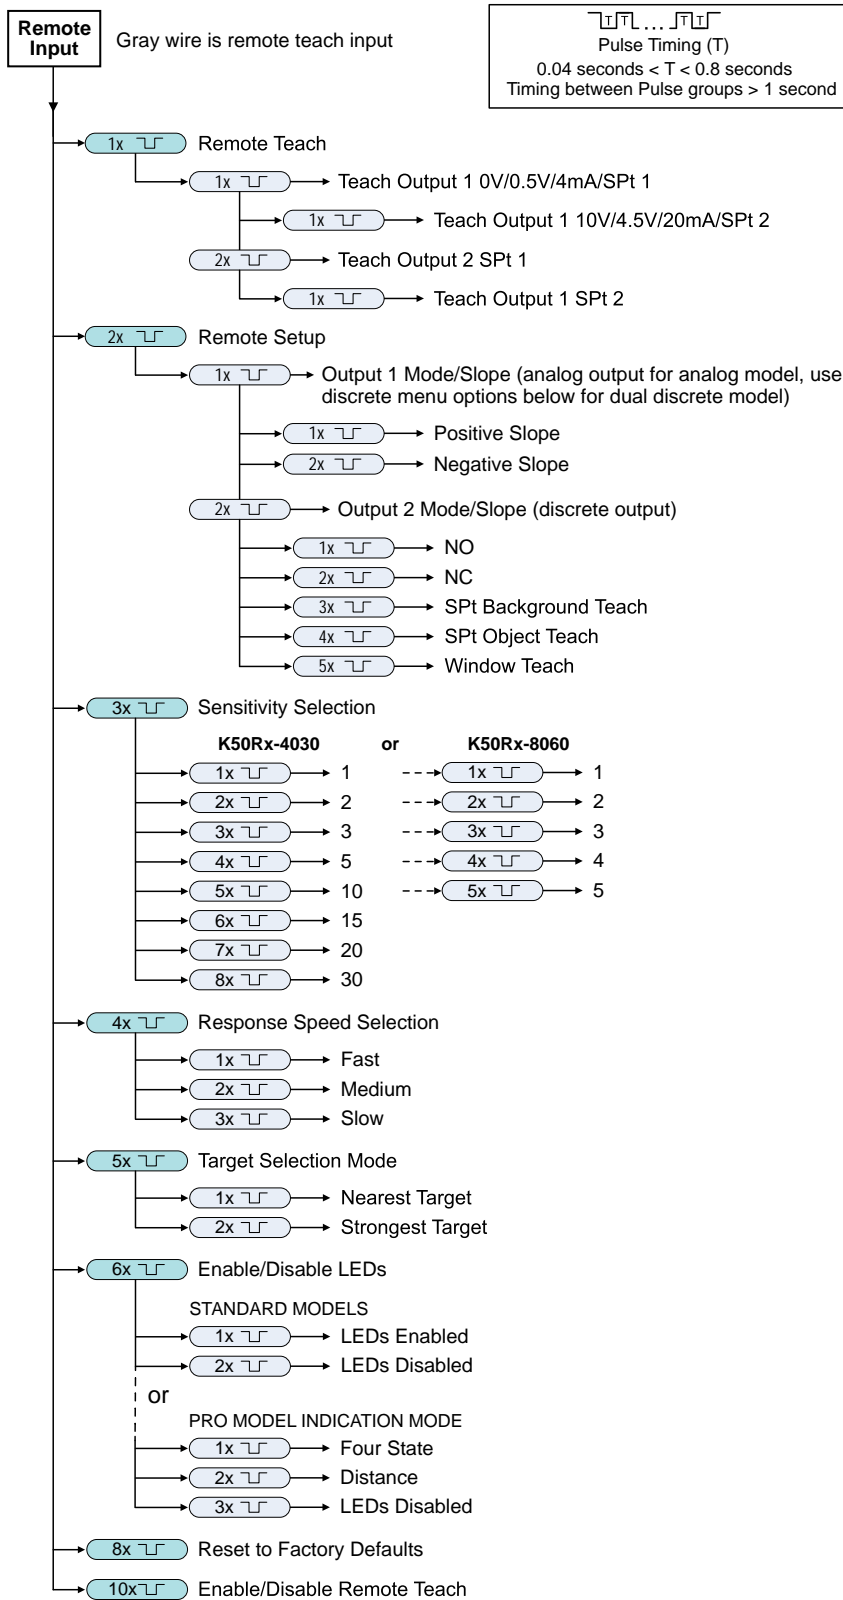 Remote
Input
Gray wire is remote teach input
T T ... T T
Pulse Timing (T)
0.04 seconds < T < 0.8 seconds
Timing between Pulse groups > 1 second
1x Remote Teach
1x Teach Output 1 0V/0.5V/4mA/SPt 1
1x Teach Output 1 10V/4.5V/20mA/SPt 2
2x Teach Output 2 SPt 1
1x Teach Output 1 SPt 2
2x Remote Setup
1x Output 1 Mode/Slope (analog output for analog model, use
discrete menu options below for dual discrete model)
1x Positive Slope
2x Negative Slope
2x Output 2 Mode/Slope (discrete output)
1x NO
2x NC
3x SPt Background Teach
4x SPt Object Teach
5x Window Teach
3x Sensitivity Selection
K50Rx-4030 or K50Rx-8060
1x 1 1x 1
2x 2 2x 2
3x 3 3x 3
4x 5 4x 4
5x 10 5x 5
6x 15
7x 20
8x 30
4x Response Speed Selection
1x Fast
2x Medium
3x Slow
5x Target Selection Mode
1x Nearest Target
2x Strongest Target
6x Enable/Disable LEDs
STANDARD MODELS
1x LEDs Enabled
2x LEDs Disabled
or
PRO MODEL INDICATION MODE
1x Four State
2x Distance
3x LEDs Disabled
8x Reset to Factory Defaults
10x Enable/Disable Remote Teach